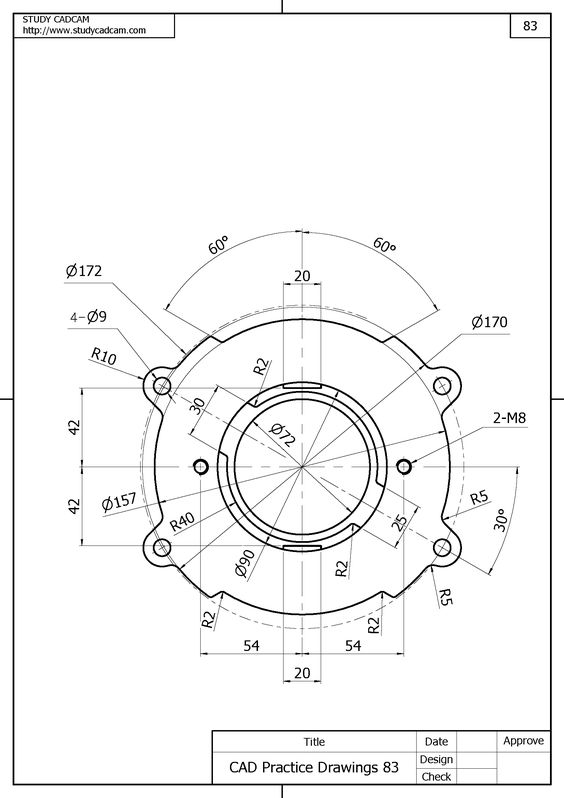 STUDY CADCAM
http://www.studycadcam.com
83
60°
60°
20
Ø172
4-Ø9
R10
Ø170
R2
30
42
Ø72
2-M8
42
Ø157
R40
R5
25
30°
Ø90
R2
R5
R2
R2
54
54
20
Title
Date
Approve
CAD Practice Drawings 83
Design
Check